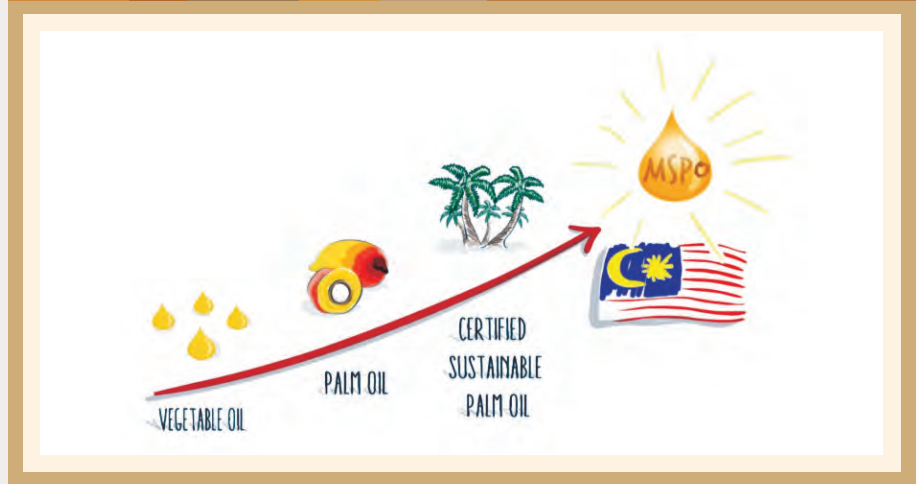 MSPO
CERTIFIED
SUSTAINABLE
PALM OIL
PALM OIL
VEGETABLE OIL